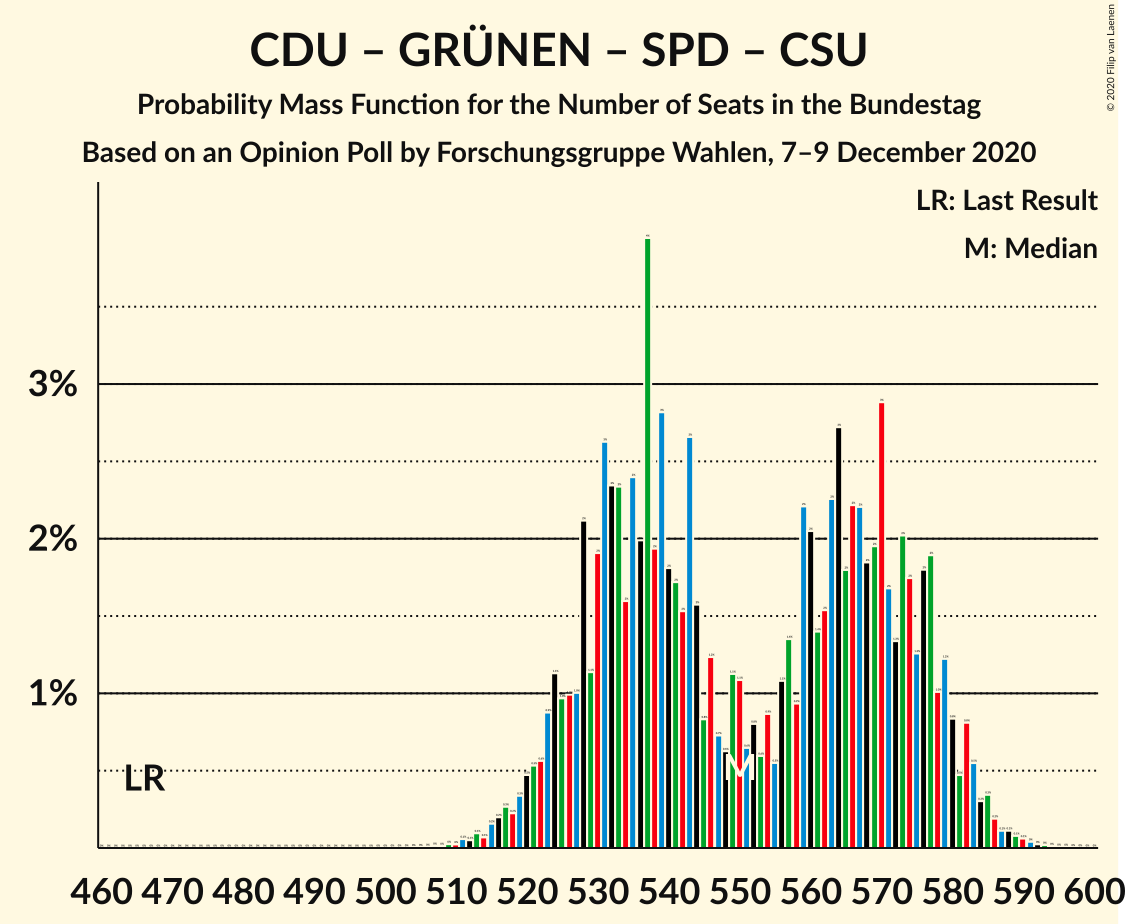 CDU – GRÜNEN – SPD – CSU
Probability Mass Function for the Number of Seats in the Bundestag
Based on an Opinion Poll by Forschungsgruppe Wahlen, 7–9 December 2020
© 2020 Filip van Laenen
LR: Last Result
M: Median
3%
2%
1%
LR
M
460 470 480 490 500 510 520 530 540 550 560 570 580 590 600